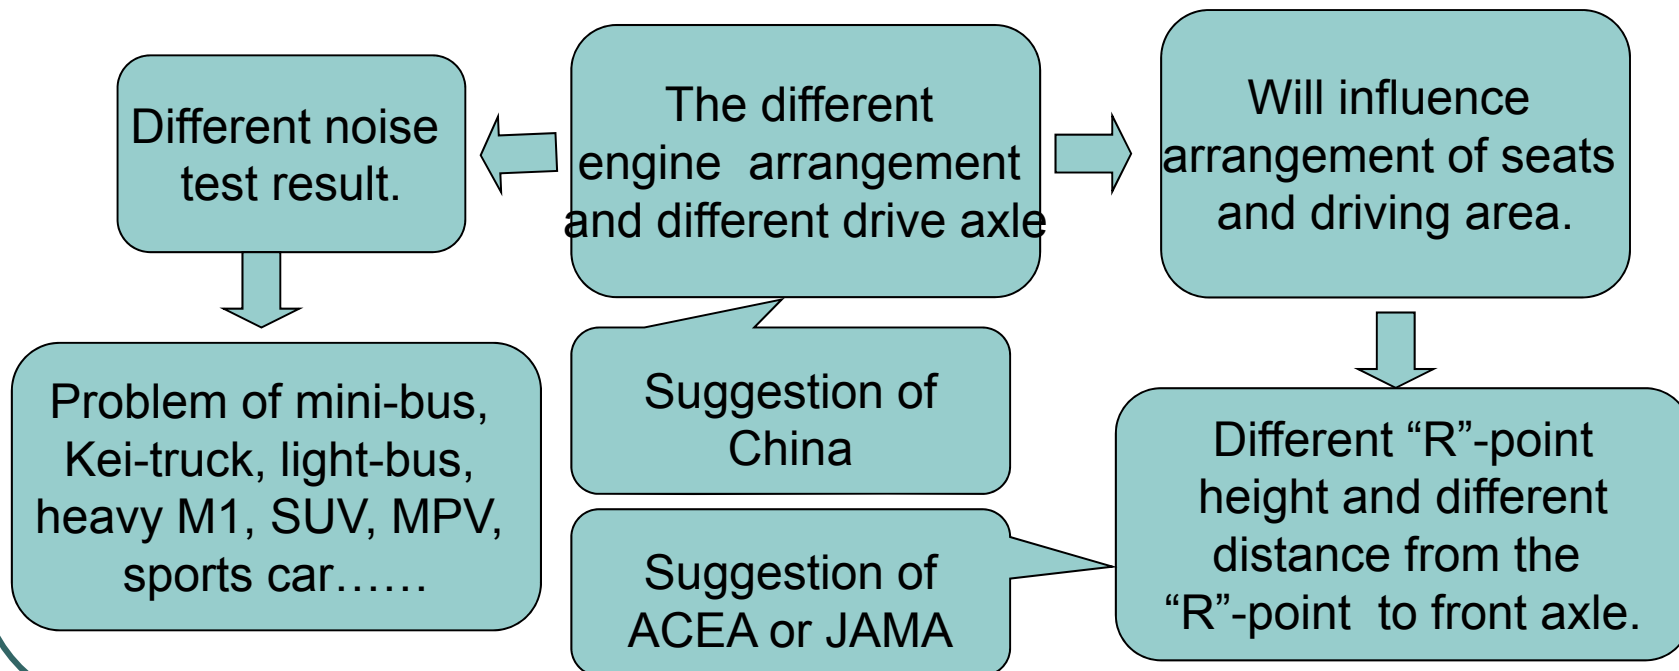 Different noise
test result.
The different
engine  arrangement
and different drive axle
Will influence
arrangement of seats
and driving area.
Problem of mini-bus,
Kei-truck, light-bus,
heavy M1, SUV, MPV,
sports car……
Suggestion of
China
Suggestion of
ACEA or JAMA
Different “R”-point
height and different
distance from the
“R”-point  to front axle.